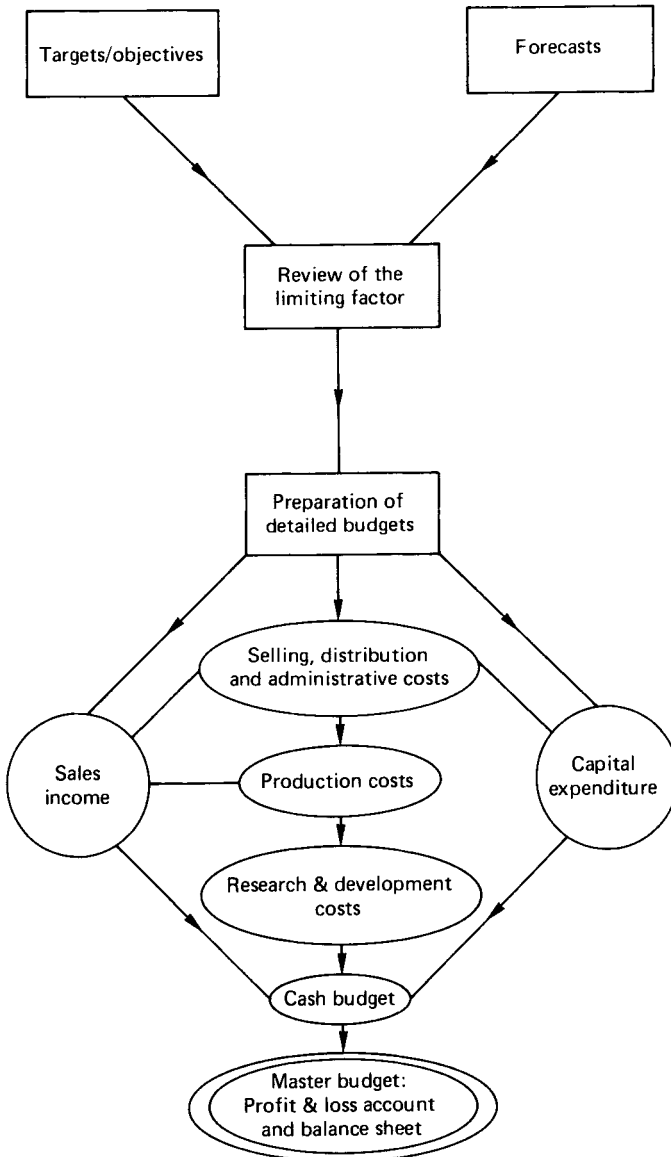 Targets/objectives
Forecasts
Review of the
limiting factor
Preparation of
detailed budgets
Selling, distribution
and administrative costs
Sales
income
Production costs
Capital
expenditure
Research & development
costs
Cash budget
Master budget:
Profit & loss account
and balance sheet